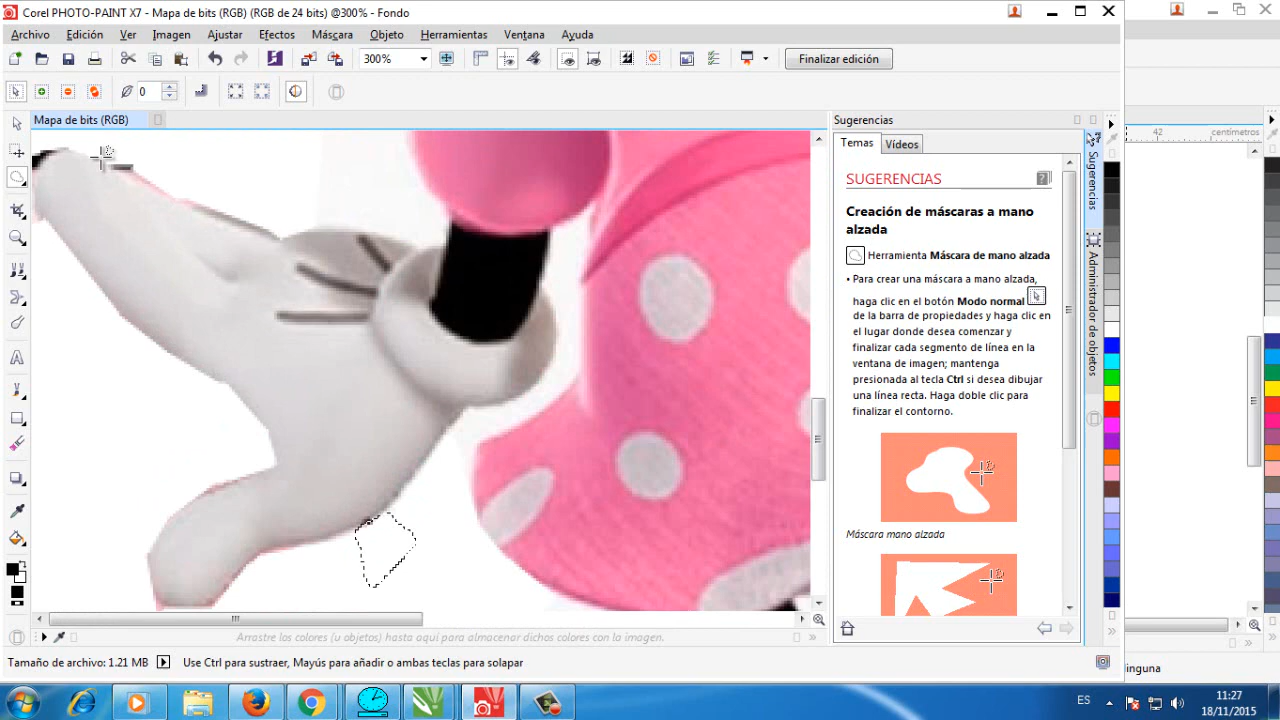 Corel PHOTO-PAINT X7 - Mapa de bits (RGB) (RGB de 24 bits) @300% - Fondo
Archivo Edición Ver Imagen Ajustar Efectos Máscara Objeto Herramientas Ventana Ayuda
300% Finalizar edición
0
Mapa de bits (RGB)
Sugerencias
42 centímetros
Temas Vídeos
SUGERENCIAS
Creación de máscaras a mano
alzada
Herramienta Máscara de mano alzada
• Para crear una máscara a mano alzada,
haga clic en el botón Modo normal
de la barra de propiedades y haga clic en
el lugar donde desea comenzar y
finalizar cada segmento de línea en la
ventana de imagen; mantenga
presionada al tecla Ctrl si desea dibujar
una línea recta. Haga doble clic para
finalizar el contorno.
Máscara mano alzada
Sugerencias
Administrador de objetos
Arrastre los colores (u objetos) hasta aquí para almacenar dichos colores con la imagen.
Tamaño de archivo: 1.21 MB Use Ctrl para sustraer, Mayús para añadir o ambas teclas para solapar
inguna
ES 11:27
18/11/2015